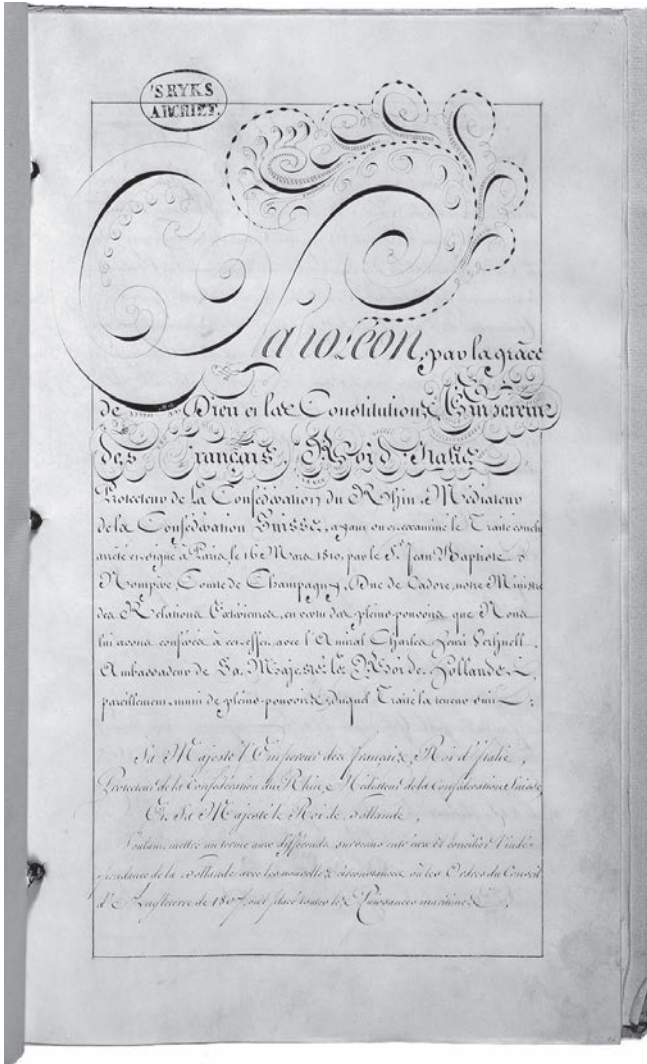 'S RYKS
ARCHIEF.
Napoléon, par la grâce
de Dieu et les Constitutions, Empereur
des Français, Roi d'Italie,
Protecteur de la Confédération du Rhin, Médiateur
de la Confédération Suisse, ayant vu et examiné le Traité conclu
arrêté et signé à Paris, le 16 Mars 1810, par le Sr. Jean Baptiste
Nompère, Comte de Champagny, Duc de Cadore, notre Ministre
des Relations Extérieures, en vertu des pleins-pouvoirs que Nous
lui avons conférés à cet effet, avec l'Amiral Charles Henri Verhuell,
Ambassadeur de Sa Majesté le Roi de Hollande,
pareillement muni de pleins-pouvoirs, duquel Traité la teneur suit:
Sa Majesté l'Empereur des français, Roi d'Italie,
Protecteur de la Confédération du Rhin, Médiateur de la Confédération Suisse,
Et Sa Majesté le Roi de Hollande,
Voulant mettre un terme aux différends survenus entr'eux et concilier l'indé-
pendance de la Hollande avec les nouvelles circonstances où les Ordres du Conseil
d'Angleterre de 1807, ont placé toutes les Puissances maritimes,